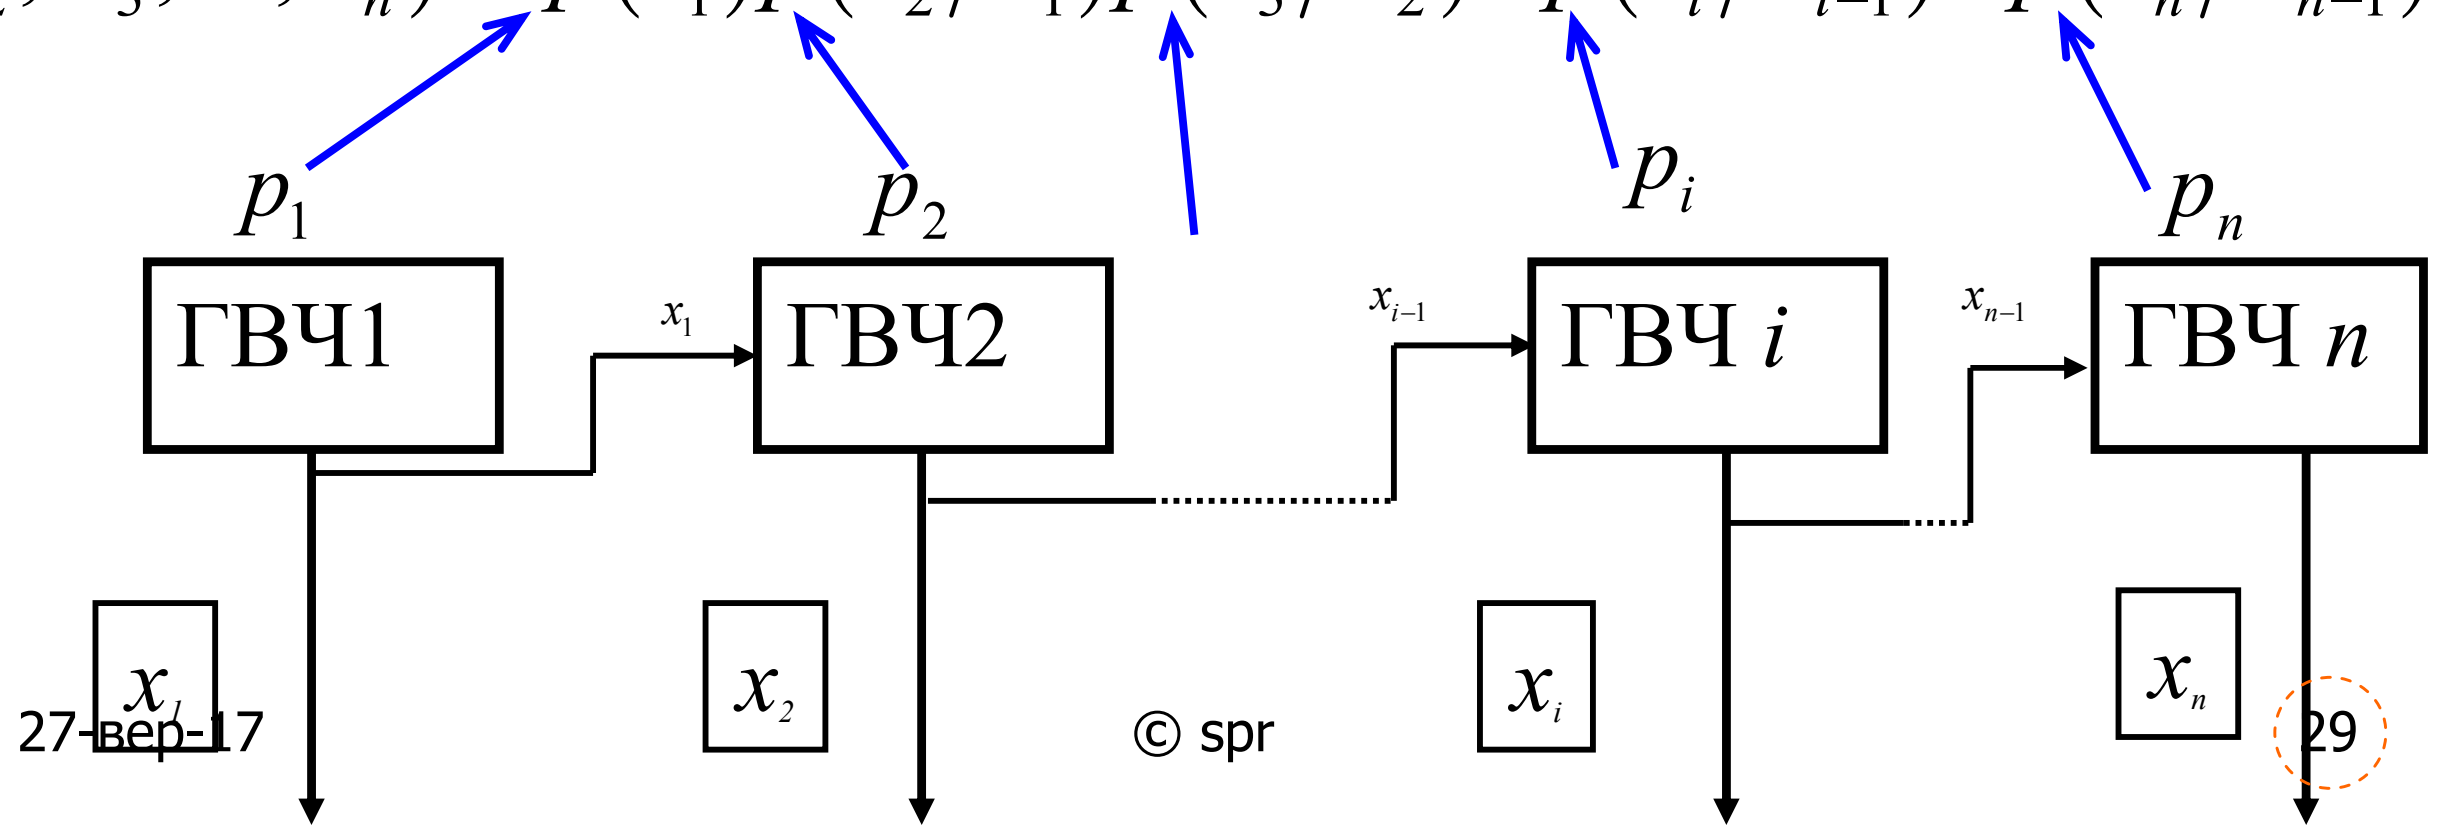 p₁ p₂ pᵢ pₙ
ГВЧ1 x₁ ГВЧ2 xᵢ₋₁ ГВЧ i xₙ₋₁ ГВЧ n
x₁ x₂ xᵢ xₙ
27-вер-17 © spr 29